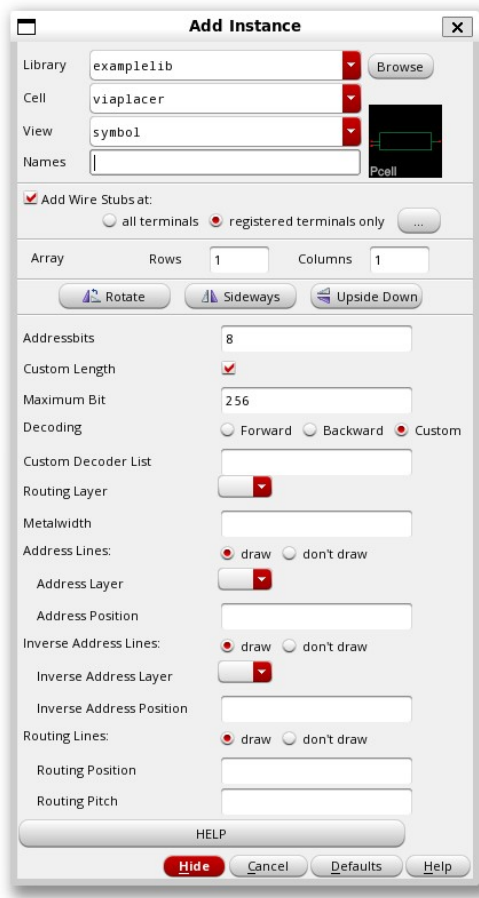 Add Instance
Library examplelib Browse
Cell viaplacer
View symbol
Names
Pcell
Add Wire Stubs at:
all terminals registered terminals only ...
Array Rows 1 Columns 1
Rotate Sideways Upside Down
Addressbits 8
Custom Length
Maximum Bit 256
Decoding Forward Backward Custom
Custom Decoder List
Routing Layer
Metalwidth
Address Lines: draw don't draw
Address Layer
Address Position
Inverse Address Lines: draw don't draw
Inverse Address Layer
Inverse Address Position
Routing Lines: draw don't draw
Routing Position
Routing Pitch
HELP
Hide Cancel Defaults Help